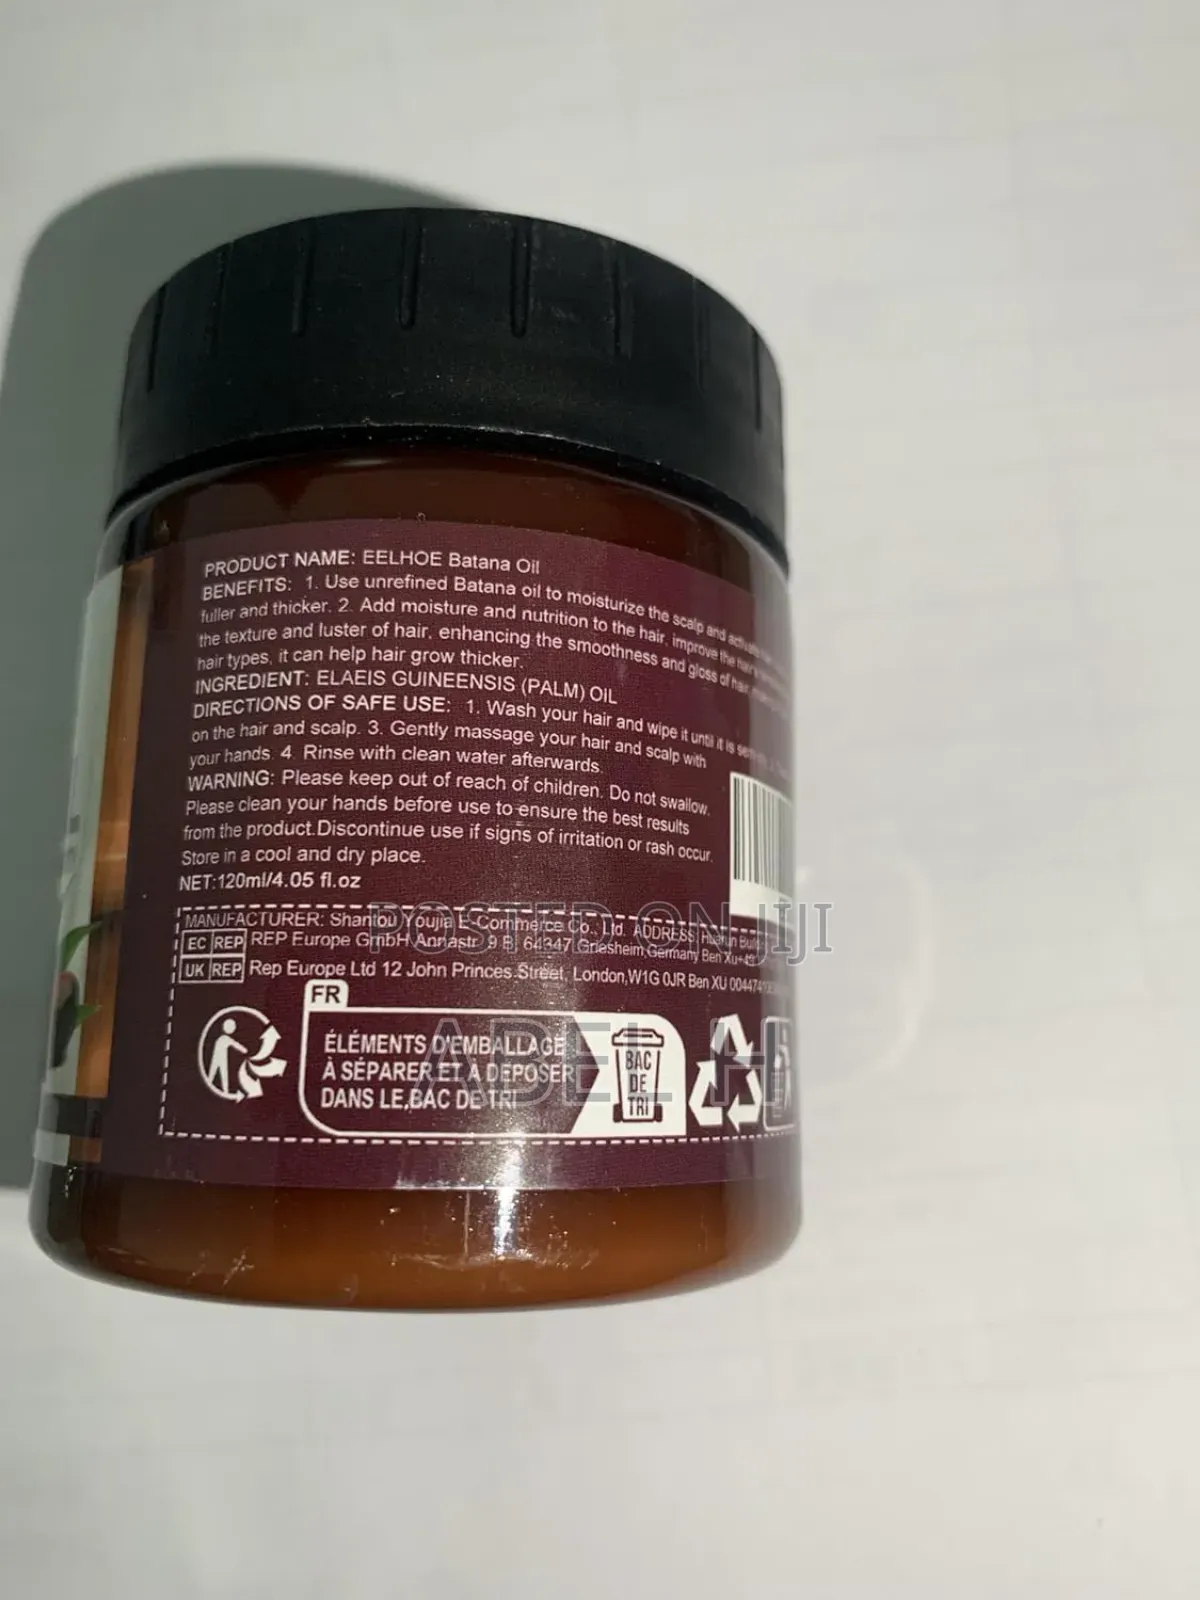 PRODUCT NAME: EELHOE Batana Oil
BENEFITS: 1. Use unrefined Batana oil to moisturize the scalp and
fuller and thicker. 2. Add moisture and nutrition to the hair, improve the hair's
the texture and luster of hair, enhancing the smoothness and gloss of hair,
hair types, it can help hair grow thicker.
INGREDIENT: ELAEIS GUINEENSIS (PALM) OIL
DIRECTIONS OF SAFE USE: 1. Wash your hair and wipe it until it is
on the hair and scalp. 3. Gently massage your hair and scalp with
your hands. 4. Rinse with clean water afterwards.
WARNING: Please keep out of reach of children. Do not swallow.
Please clean your hands before use to ensure the best results
from the product.Discontinue use if signs of irritation or rash occur.
Store in a cool and dry place.
NET:120ml/4.05 fl.oz
MANUFACTURER: Shantou Youjia E-Commerce Co., Ltd. ADDRESS:
EC REP REP Europe GmbH Annastr. 9 B, 64347 Griesheim,Germany Ben Xu+49
UK REP Rep Europe Ltd 12 John Princes Street, London,W1G 0JR Ben XU
POSTED ON JIJI
FR
ÉLÉMENTS D'EMBALLAGE
À SÉPARER ET À DÉPOSER
DANS LE BAC DE TRI
BAC
DE
TRI
ABEL H